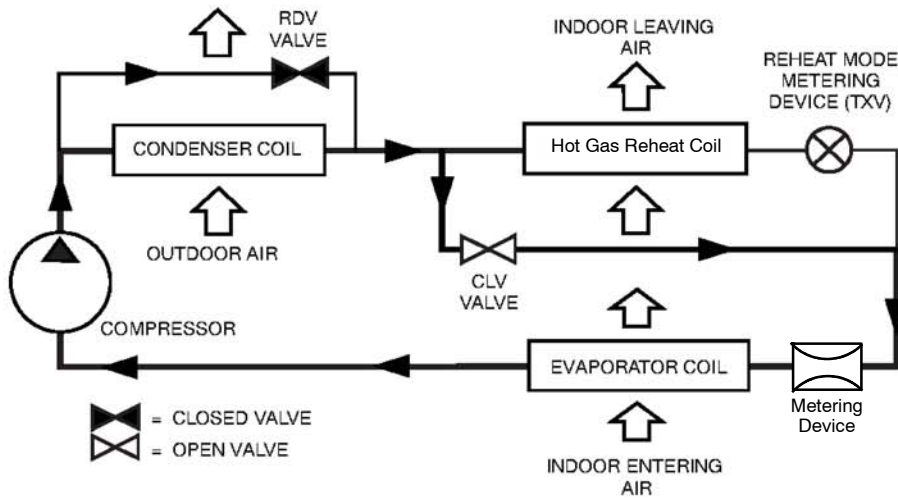 RDV
VALVE
INDOOR LEAVING
AIR
REHEAT MODE
METERING
DEVICE (TXV)
CONDENSER COIL
Hot Gas Reheat Coil
OUTDOOR AIR
CLV
VALVE
COMPRESSOR
EVAPORATOR COIL
Metering
Device
= CLOSED VALVE
= OPEN VALVE
INDOOR ENTERING
AIR